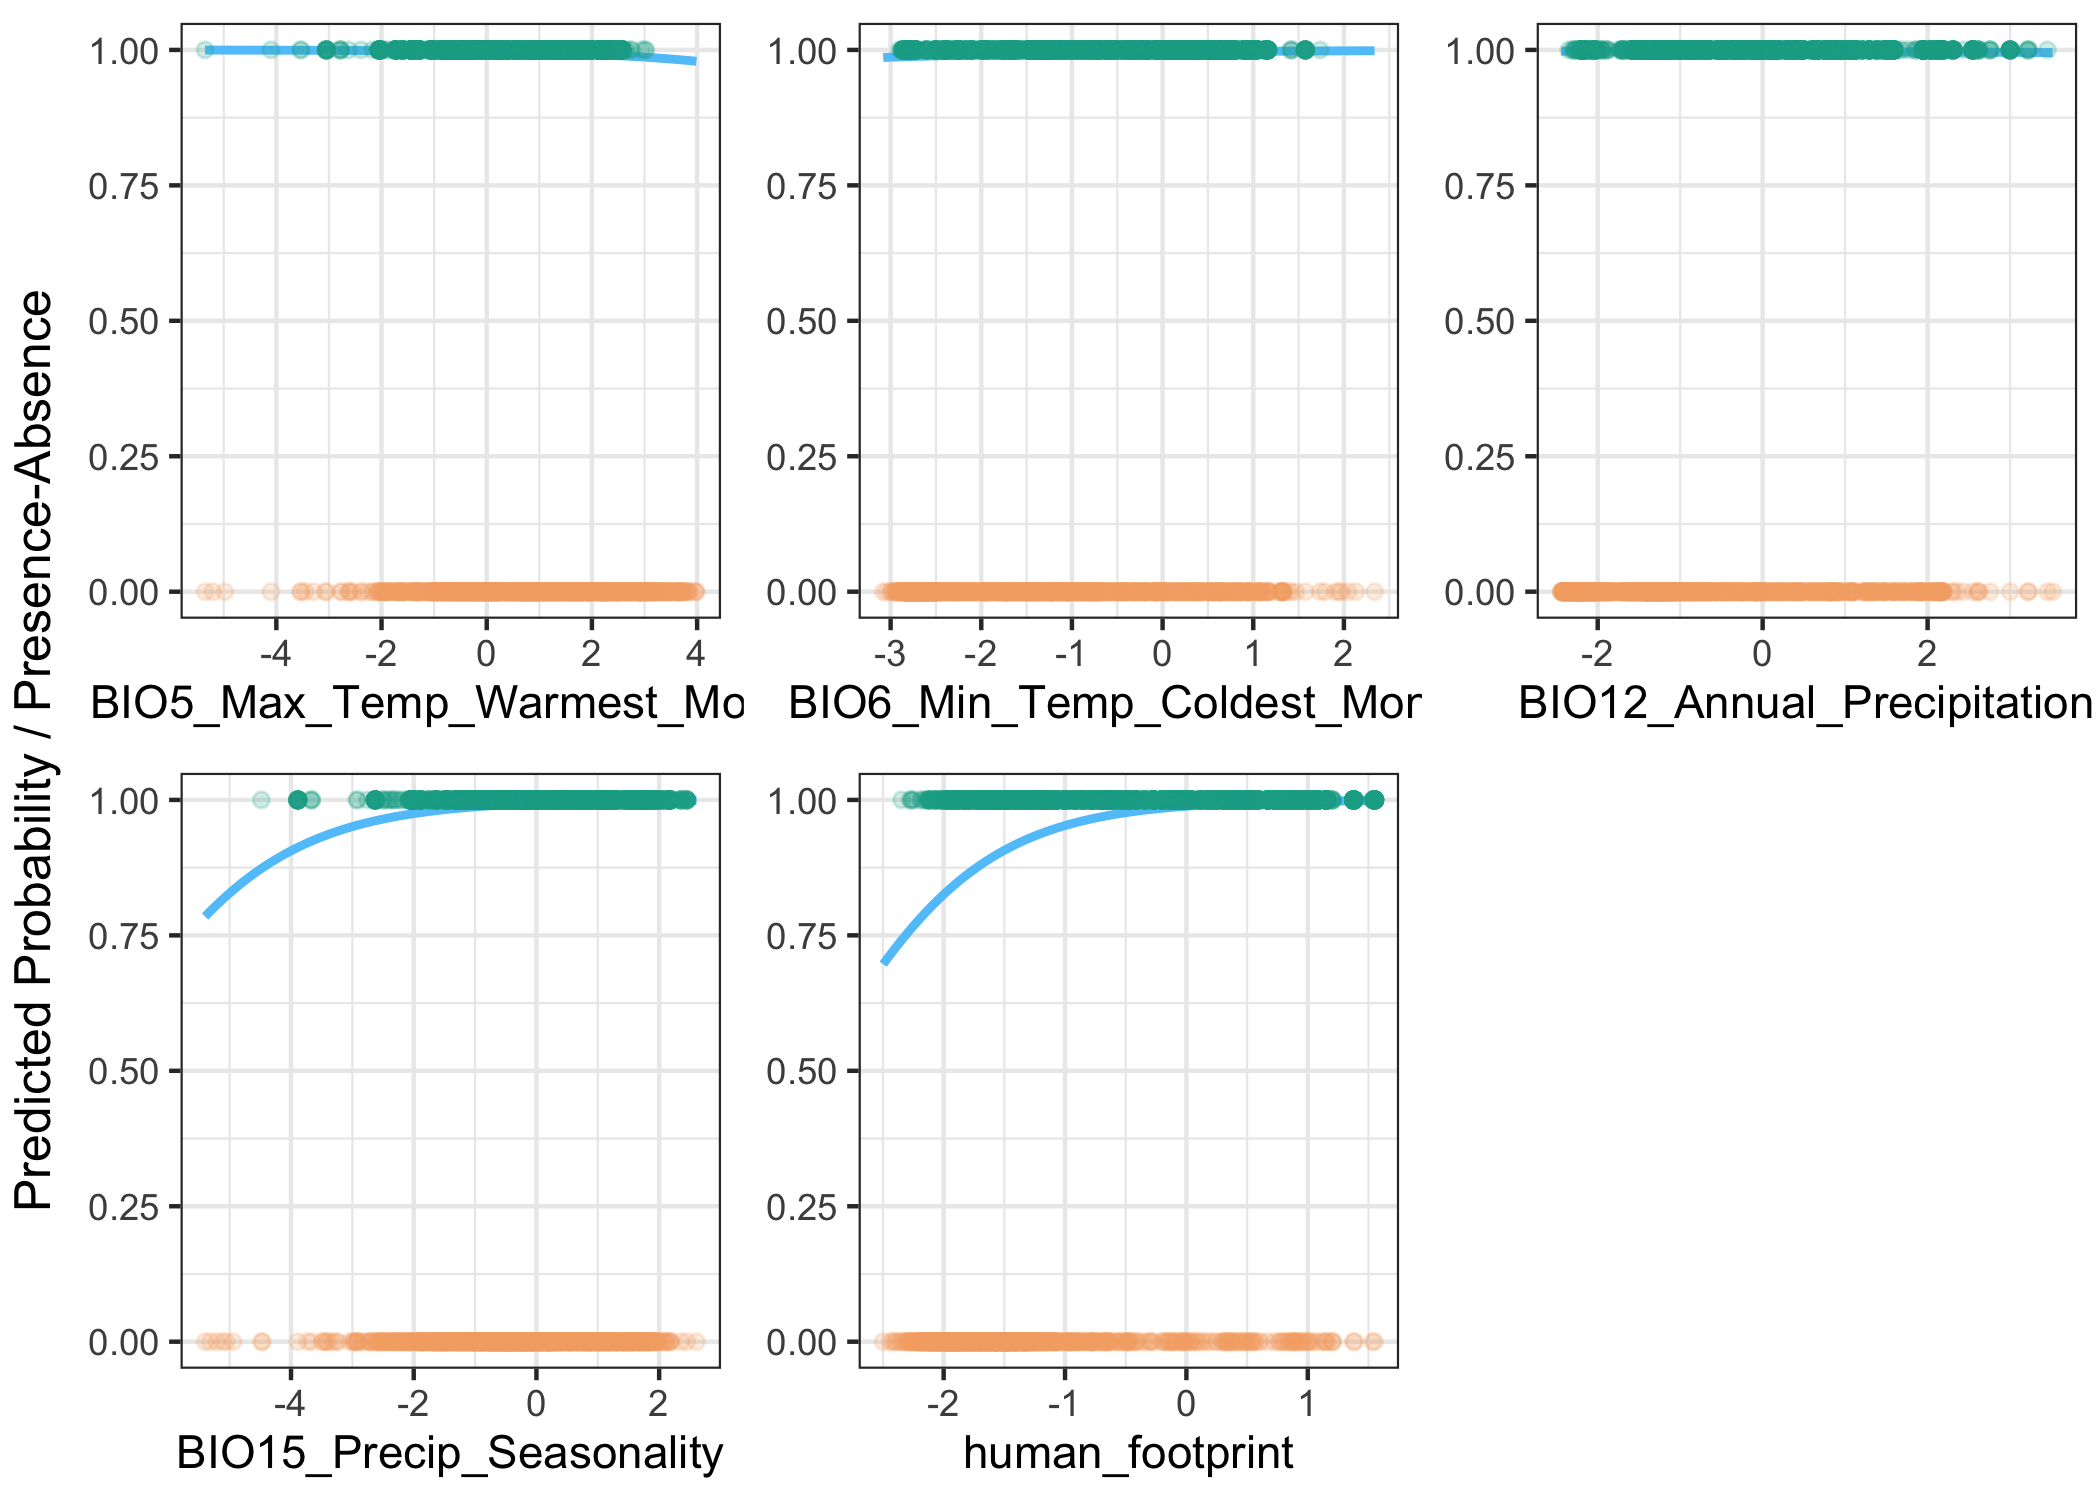 Predicted Probability / Presence-Absence
1.00
0.75
0.50
0.25
0.00
-4 -2 0 2 4
BIO5_Max_Temp_Warmest_Mo
1.00
0.75
0.50
0.25
0.00
-3 -2 -1 0 1 2
BIO6_Min_Temp_Coldest_Mon
1.00
0.75
0.50
0.25
0.00
-2 0 2
BIO12_Annual_Precipitation
1.00
0.75
0.50
0.25
0.00
-4 -2 0 2
BIO15_Precip_Seasonality
1.00
0.75
0.50
0.25
0.00
-2 -1 0 1
human_footprint